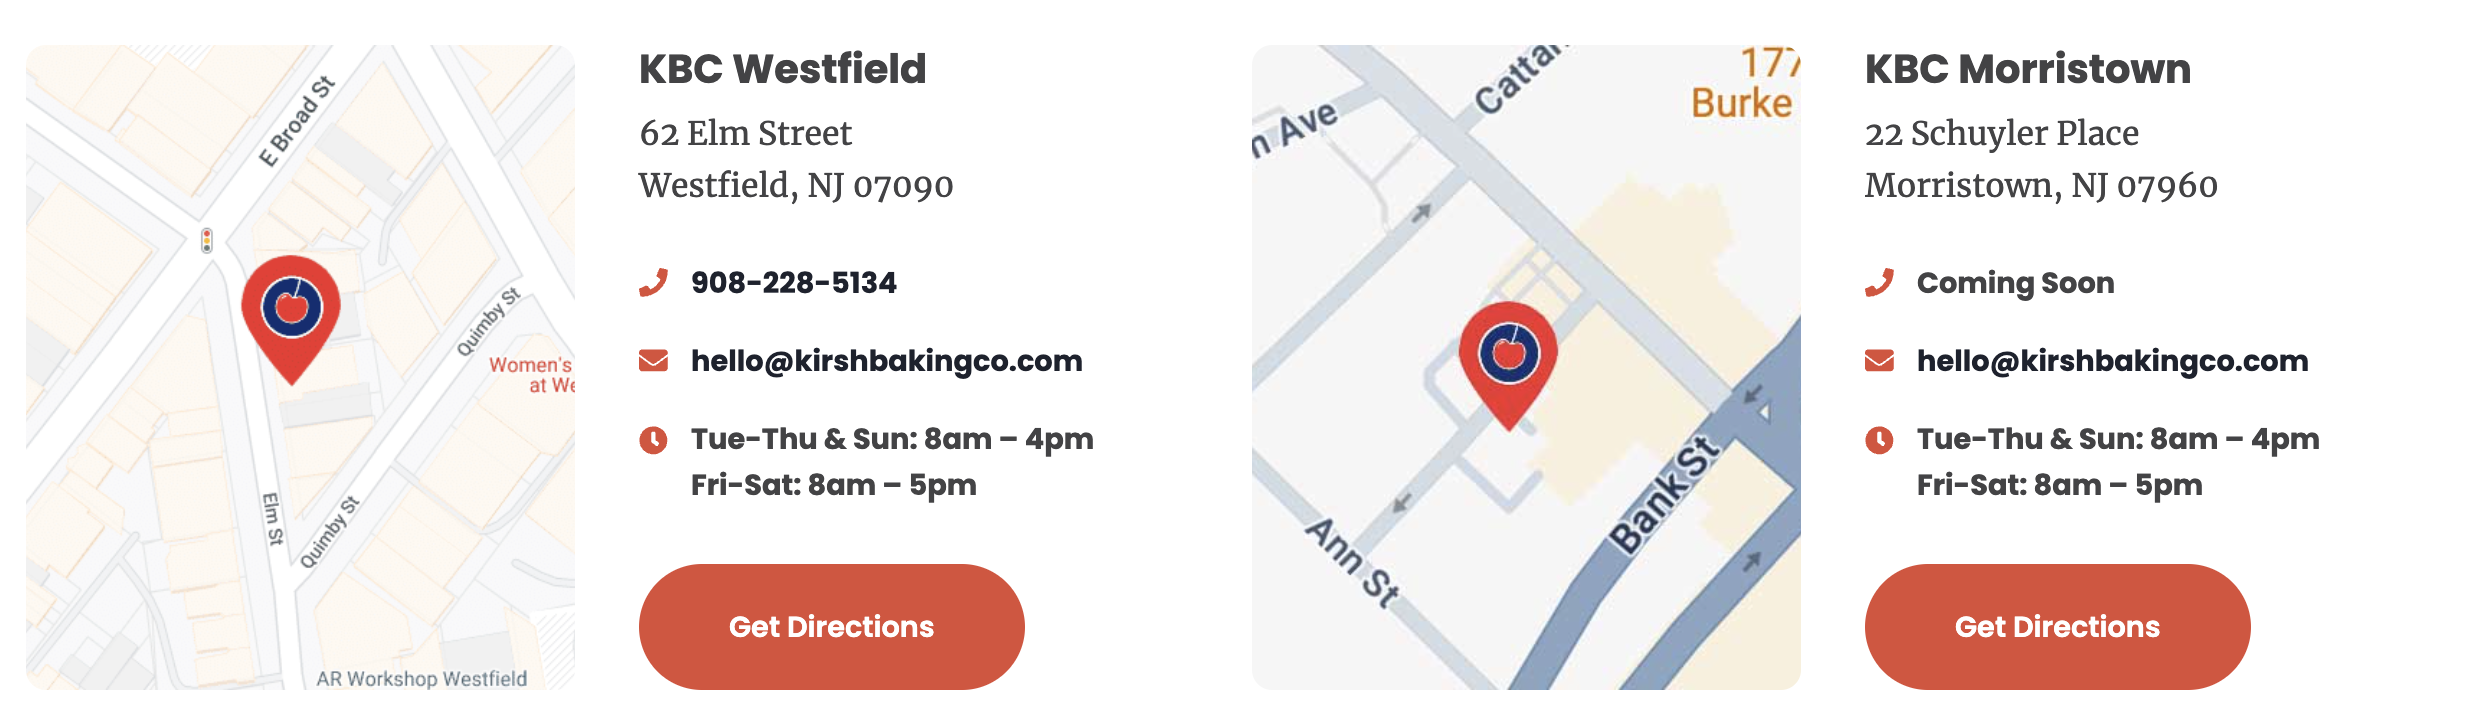 E Broad St
Quimby St
Women's
at We
Elm St
Quimby St
AR Workshop Westfield
KBC Westfield
62 Elm Street
Westfield, NJ 07090
908-228-5134
hello@kirshbakingco.com
Tue-Thu & Sun: 8am – 4pm
Fri-Sat: 8am – 5pm
Get Directions
177
Burke
Cattan
n Ave
Bank St
Ann St
KBC Morristown
22 Schuyler Place
Morristown, NJ 07960
Coming Soon
hello@kirshbakingco.com
Tue-Thu & Sun: 8am – 4pm
Fri-Sat: 8am – 5pm
Get Directions